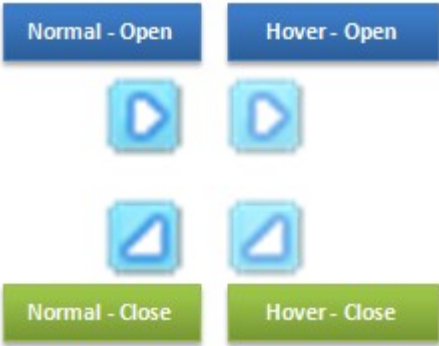 Normal - Open
Hover - Open
Normal - Close
Hover - Close